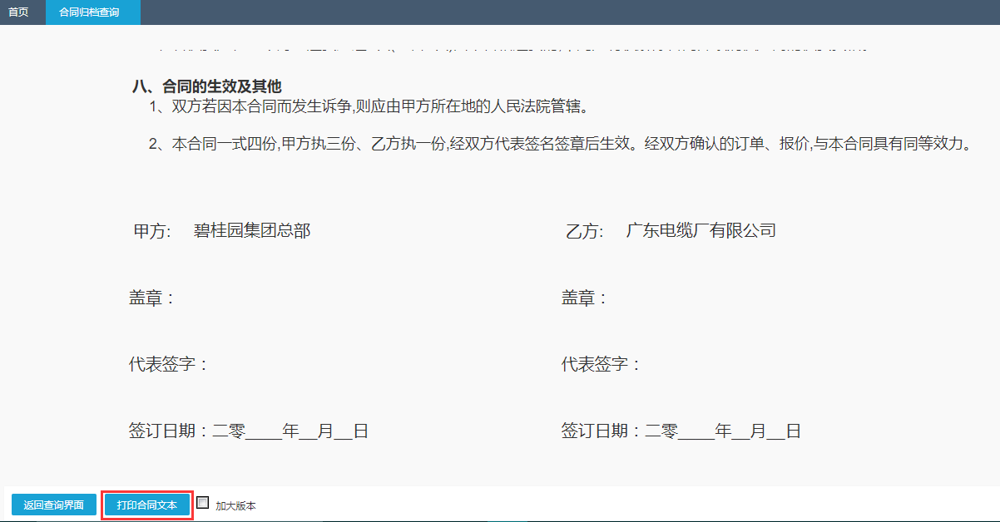 首页
合同归档查询
八、合同的生效及其他
1、双方若因本合同而发生诉争,则应由甲方所在地的人民法院管辖。
2、本合同一式四份,甲方执三份、乙方执一份,经双方代表签名签章后生效。经双方确认的订单、报价,与本合同具有同等效力。
甲方: 碧桂园集团总部 乙方: 广东电缆厂有限公司
盖章： 盖章：
代表签字： 代表签字：
签订日期：二零____年__月__日 签订日期：二零____年__月__日
返回查询界面 打印合同文本 加大版本